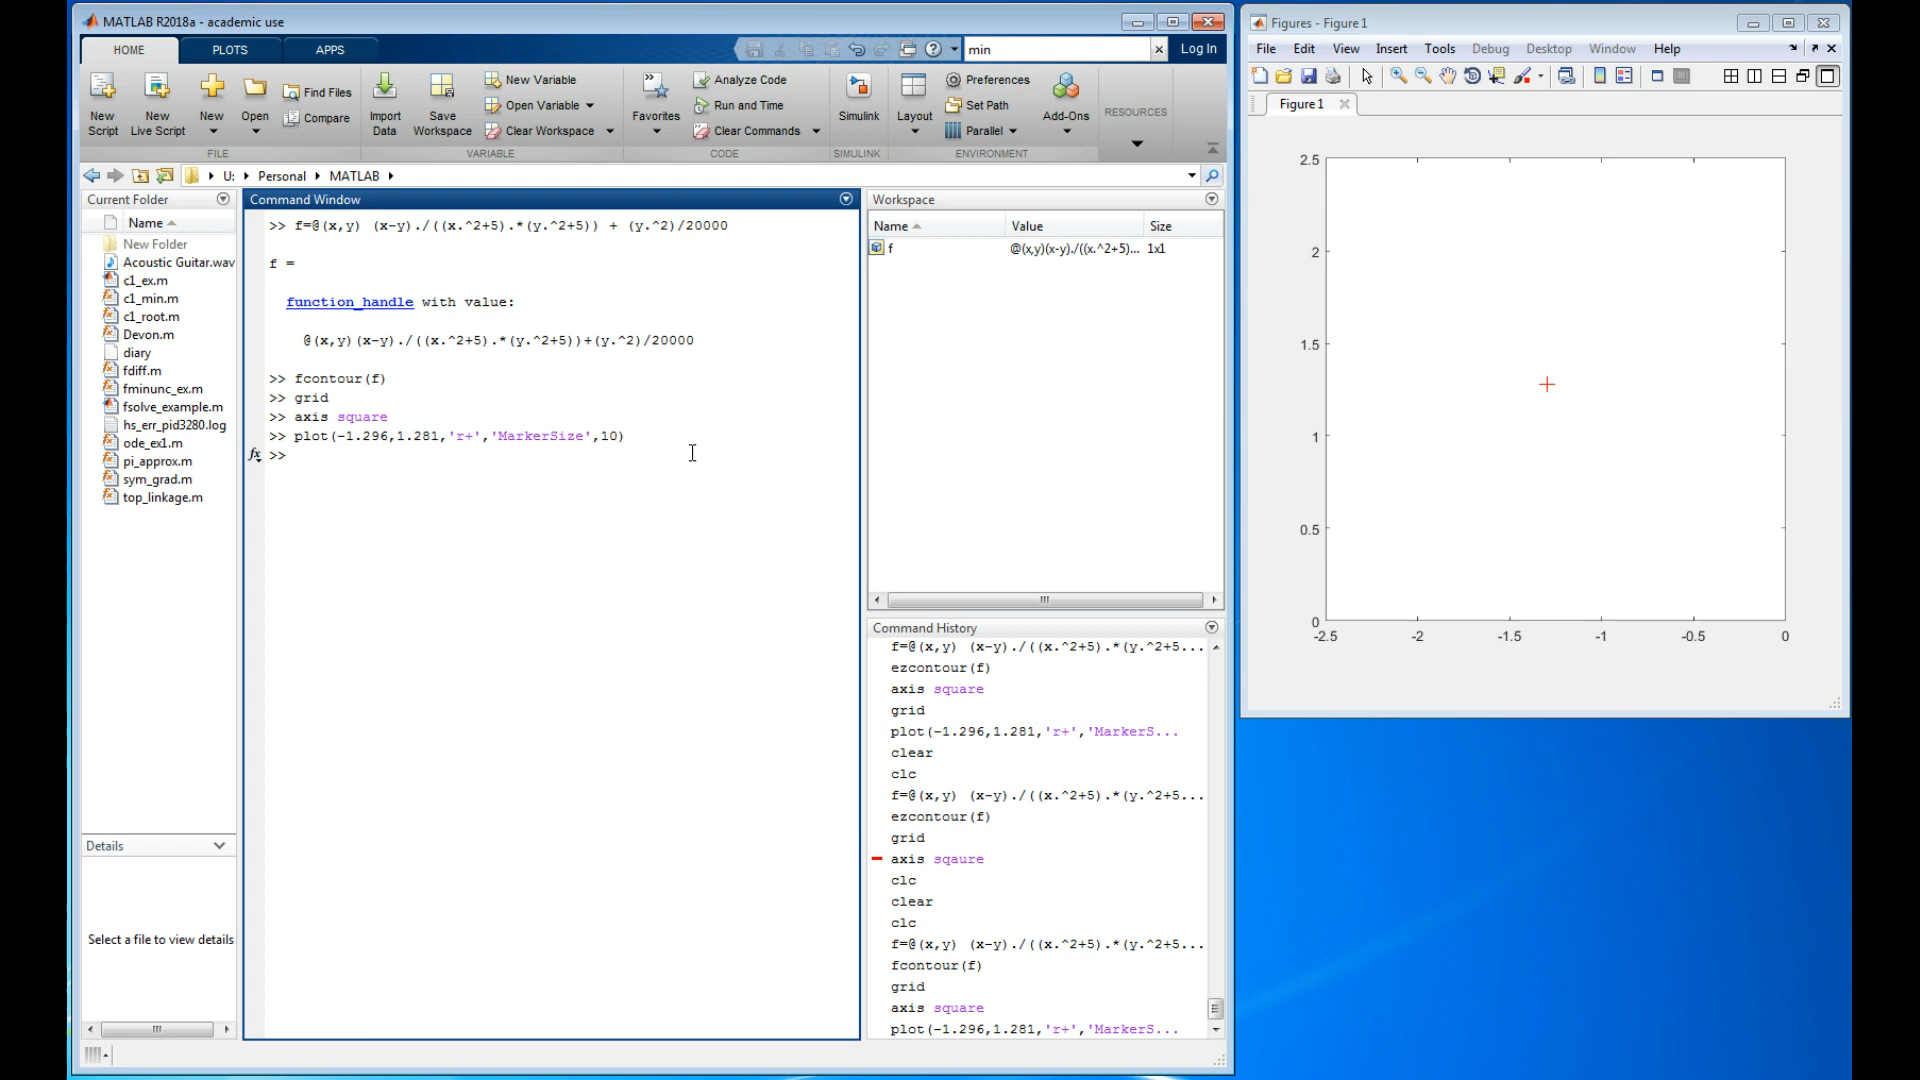 MATLAB R2018a - academic use
HOME PLOTS APPS
min
Log In
New Script
New Live Script
New
Open
Find Files
Compare
Import Data
Save Workspace
New Variable
Open Variable
Clear Workspace
Favorites
Analyze Code
Run and Time
Clear Commands
Simulink
Layout
Preferences
Set Path
Parallel
Add-Ons
RESOURCES
FILE VARIABLE CODE SIMULINK ENVIRONMENT
U: Personal MATLAB
Current Folder
Name
New Folder
Acoustic Guitar.wav
c1_ex.m
c1_min.m
c1_root.m
Devon.m
diary
fdiff.m
fminunc_ex.m
fsolve_example.m
hs_err_pid3280.log
ode_ex1.m
pi_approx.m
sym_grad.m
top_linkage.m
Details
Select a file to view details
Command Window
>> f=@(x,y) (x-y)./((x.^2+5).*(y.^2+5)) + (y.^2)/20000
f =
function_handle with value:
@(x,y)(x-y)./((x.^2+5).*(y.^2+5))+(y.^2)/20000
>> fcontour(f)
>> grid
>> axis square
>> plot(-1.296,1.281,'r+','MarkerSize',10)
fx >>
Workspace
Name Value Size
f @(x,y)(x-y)./((x.^2+5)... 1x1
Command History
f=@(x,y) (x-y)./((x.^2+5).*(y.^2+5...
ezcontour(f)
axis square
grid
plot(-1.296,1.281,'r+','MarkerS...
clear
clc
f=@(x,y) (x-y)./((x.^2+5).*(y.^2+5...
ezcontour(f)
grid
axis sqaure
clc
clear
clc
f=@(x,y) (x-y)./((x.^2+5).*(y.^2+5...
fcontour(f)
grid
axis square
plot(-1.296,1.281,'r+','MarkerS...
Figures - Figure 1
File Edit View Insert Tools Debug Desktop Window Help
Figure 1
2.5
2
1.5
1
0.5
0
-2.5 -2 -1.5 -1 -0.5 0